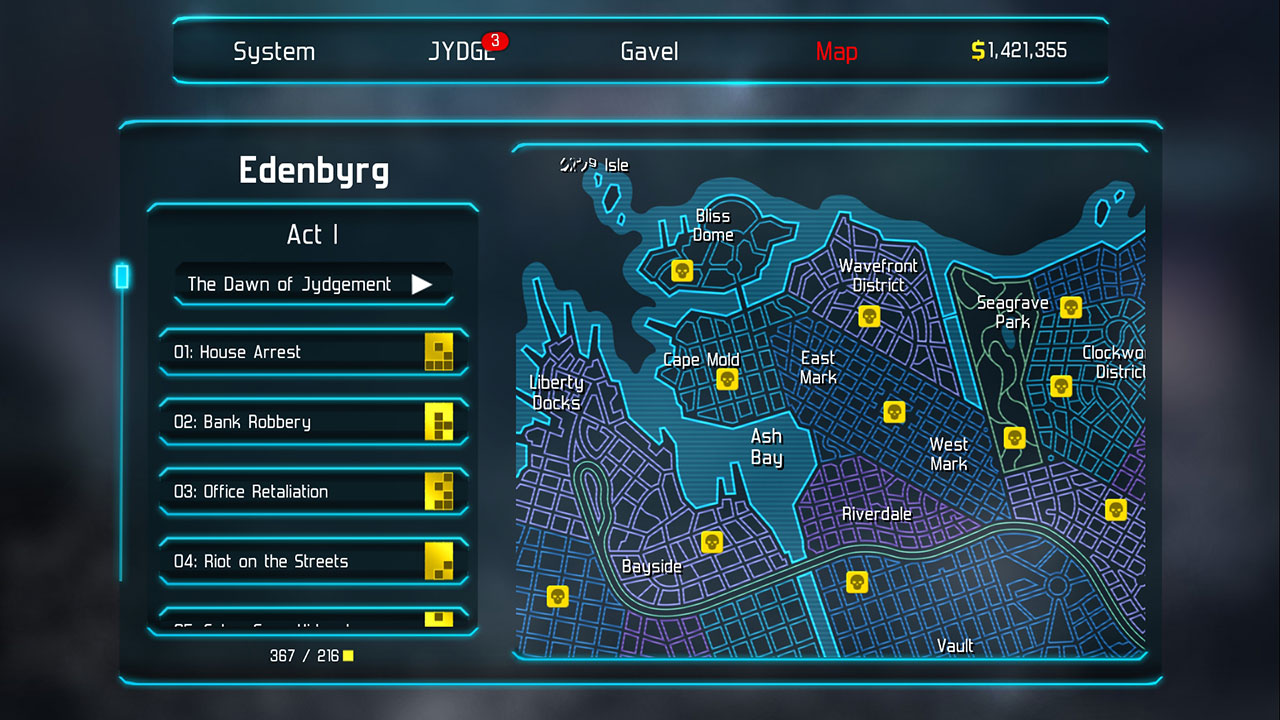 System
JYDGE
3
Gavel
Map
$1,421,355
Edenbyrg
Act I
The Dawn of Jydgement
01: House Arrest
02: Bank Robbery
03: Office Retaliation
04: Riot on the Streets
367 / 216
Isle
Bliss
Dome
Wavefront
District
Seagrave
Park
Clockwo
District
Cape Mold
East
Mark
Liberty
Docks
Ash
Bay
West
Mark
Riverdale
Bayside
Vault